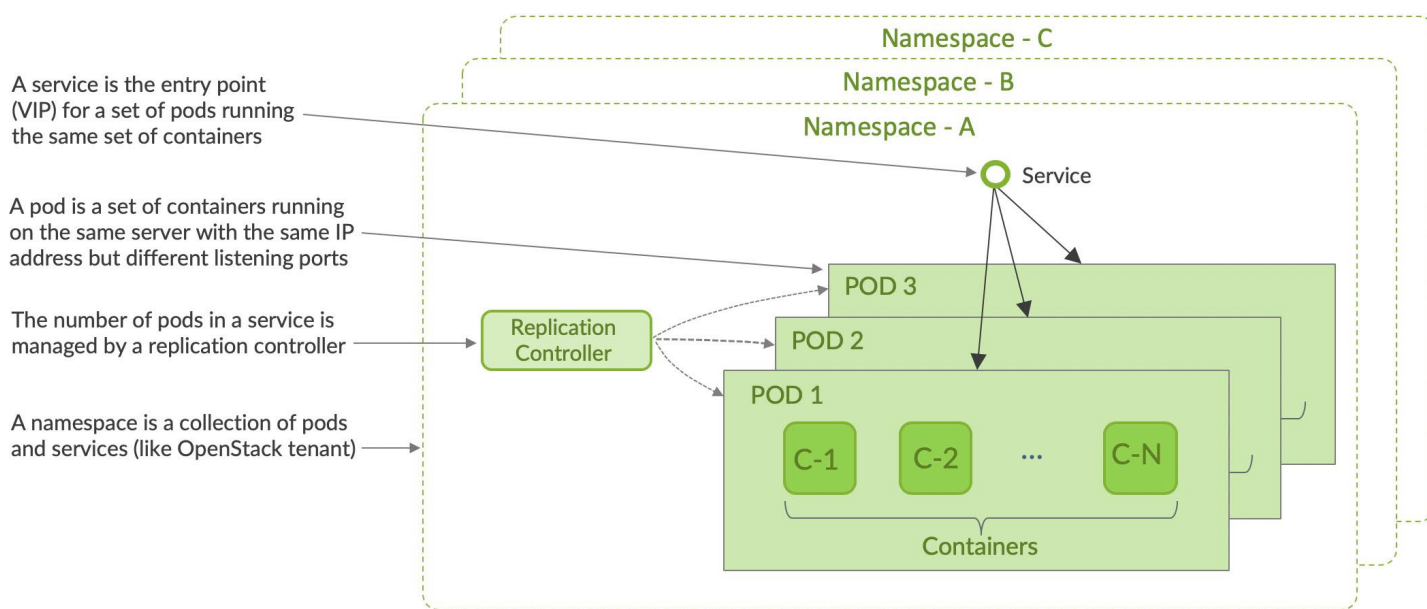 Namespace - C
Namespace - B
Namespace - A
A service is the entry point
(VIP) for a set of pods running
the same set of containers
Service
A pod is a set of containers running
on the same server with the same IP
address but different listening ports
POD 3
The number of pods in a service is
managed by a replication controller
Replication
Controller
POD 2
POD 1
A namespace is a collection of pods
and services (like OpenStack tenant)
C-1
C-2
...
C-N
Containers